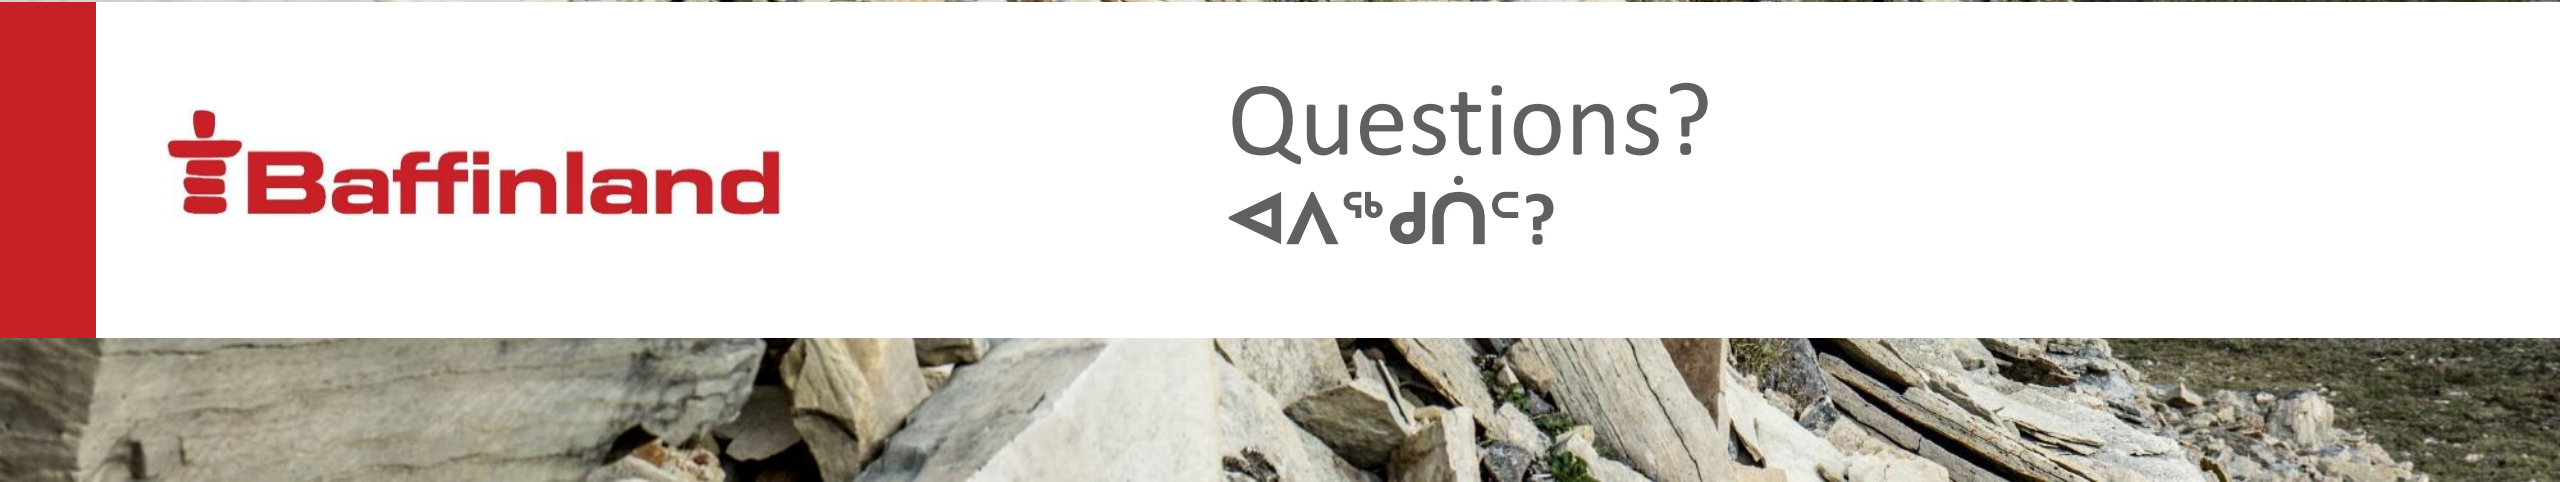 Baffinland
Questions?
ᐊᐱᖅᑯᑏᑦ?